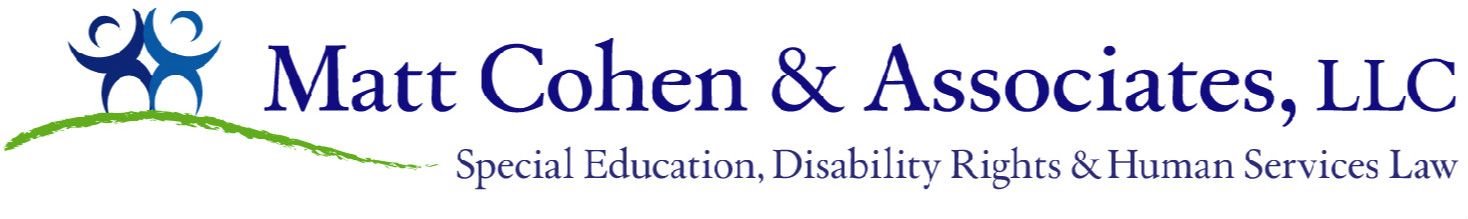 Matt Cohen & Associates, LLC
Special Education, Disability Rights & Human Services Law